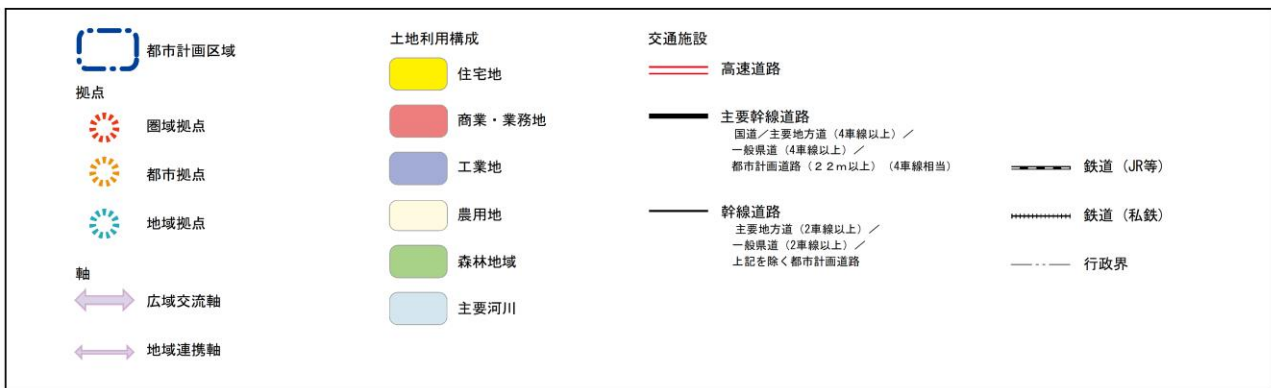 都市計画区域
拠点
圏域拠点
都市拠点
地域拠点
軸
広域交流軸
地域連携軸
土地利用構成
住宅地
商業・業務地
工業地
農用地
森林地域
主要河川
交通施設
高速道路
主要幹線道路
国道／主要地方道（4車線以上）／
一般県道（4車線以上）／
都市計画道路（２２ｍ以上）（4車線相当）
幹線道路
主要地方道（2車線以上）／
一般県道（2車線以上）／
上記を除く都市計画道路
鉄道（JR等）
鉄道（私鉄）
行政界